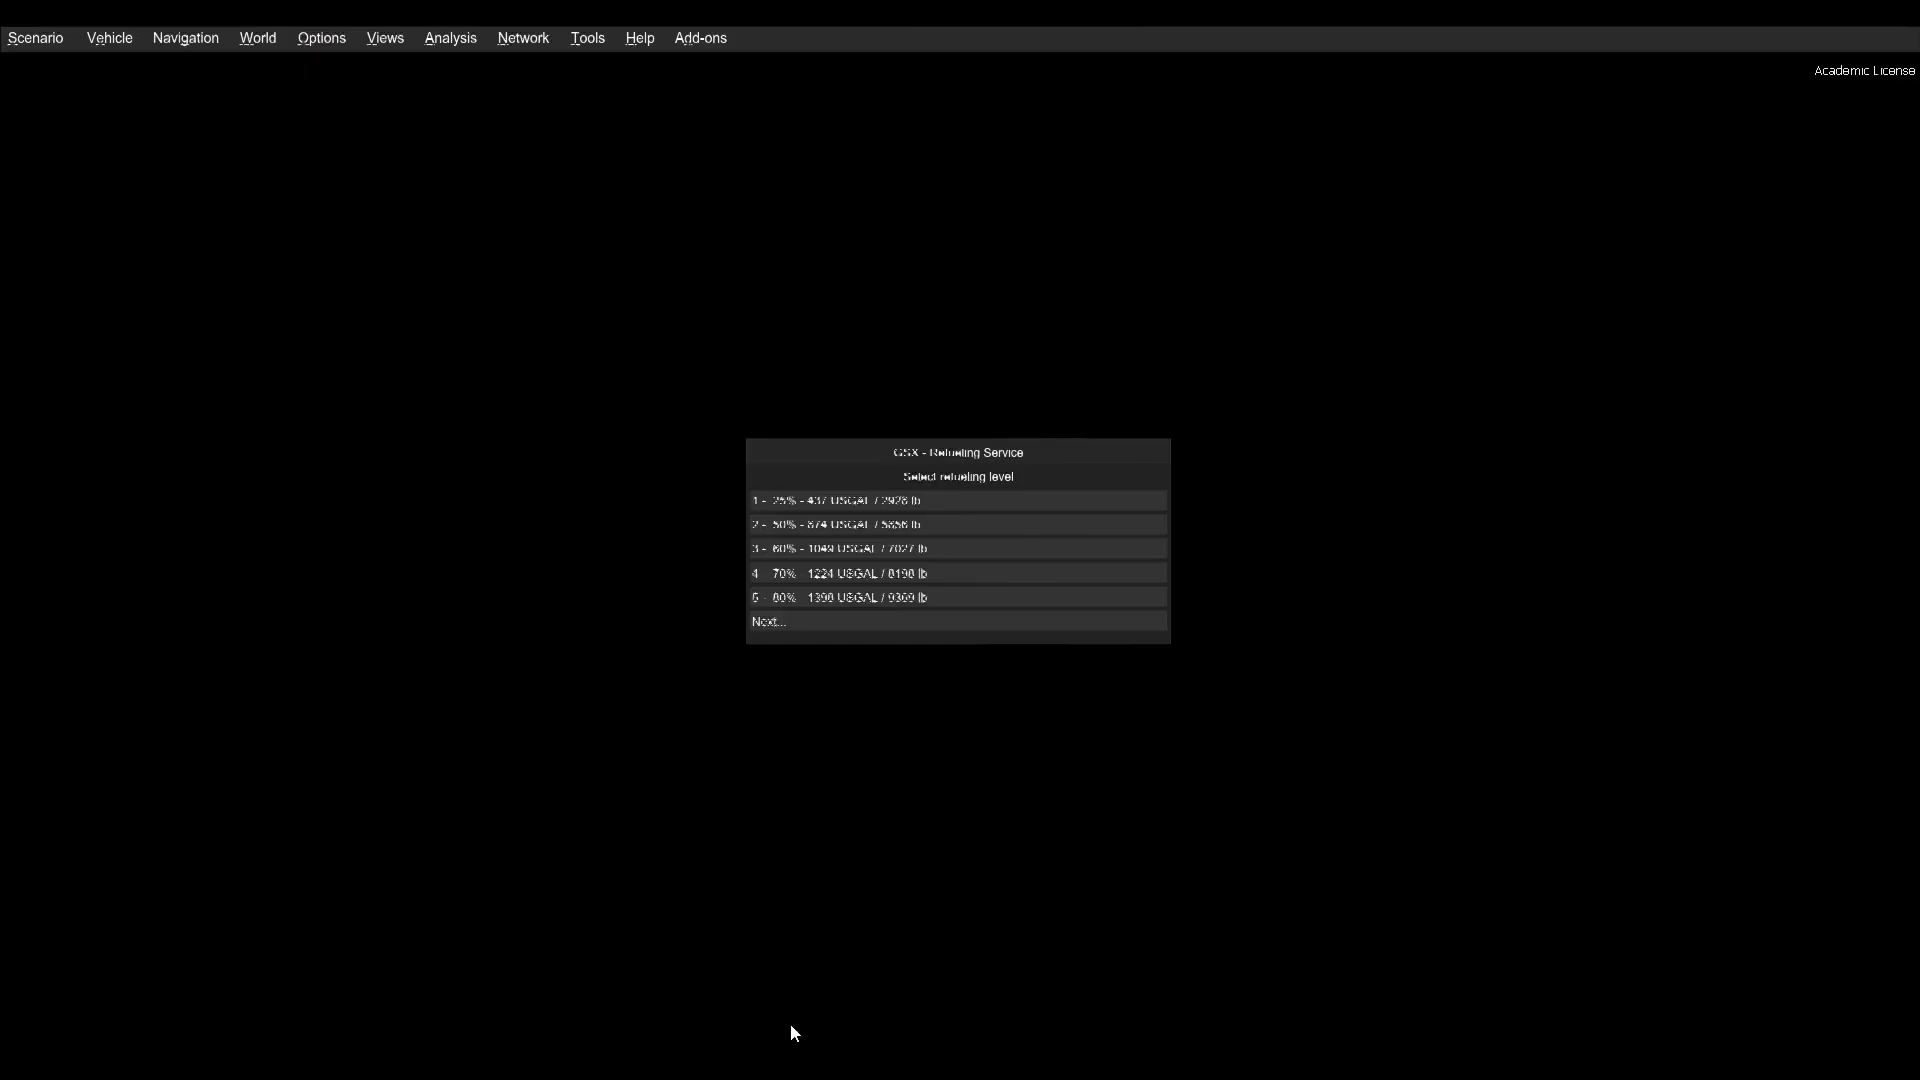 Scenario Vehicle Navigation World Options Views Analysis Network Tools Help Add-ons
Academic License
GSX - Refueling Service
Select refueling level
1 - 25% - 437 USGAL / 2928 lb
2 - 50% - 874 USGAL / 5856 lb
3 - 60% - 1049 USGAL / 7027 lb
4 - 70% - 1224 USGAL / 8198 lb
5 - 80% - 1398 USGAL / 9369 lb
Next...